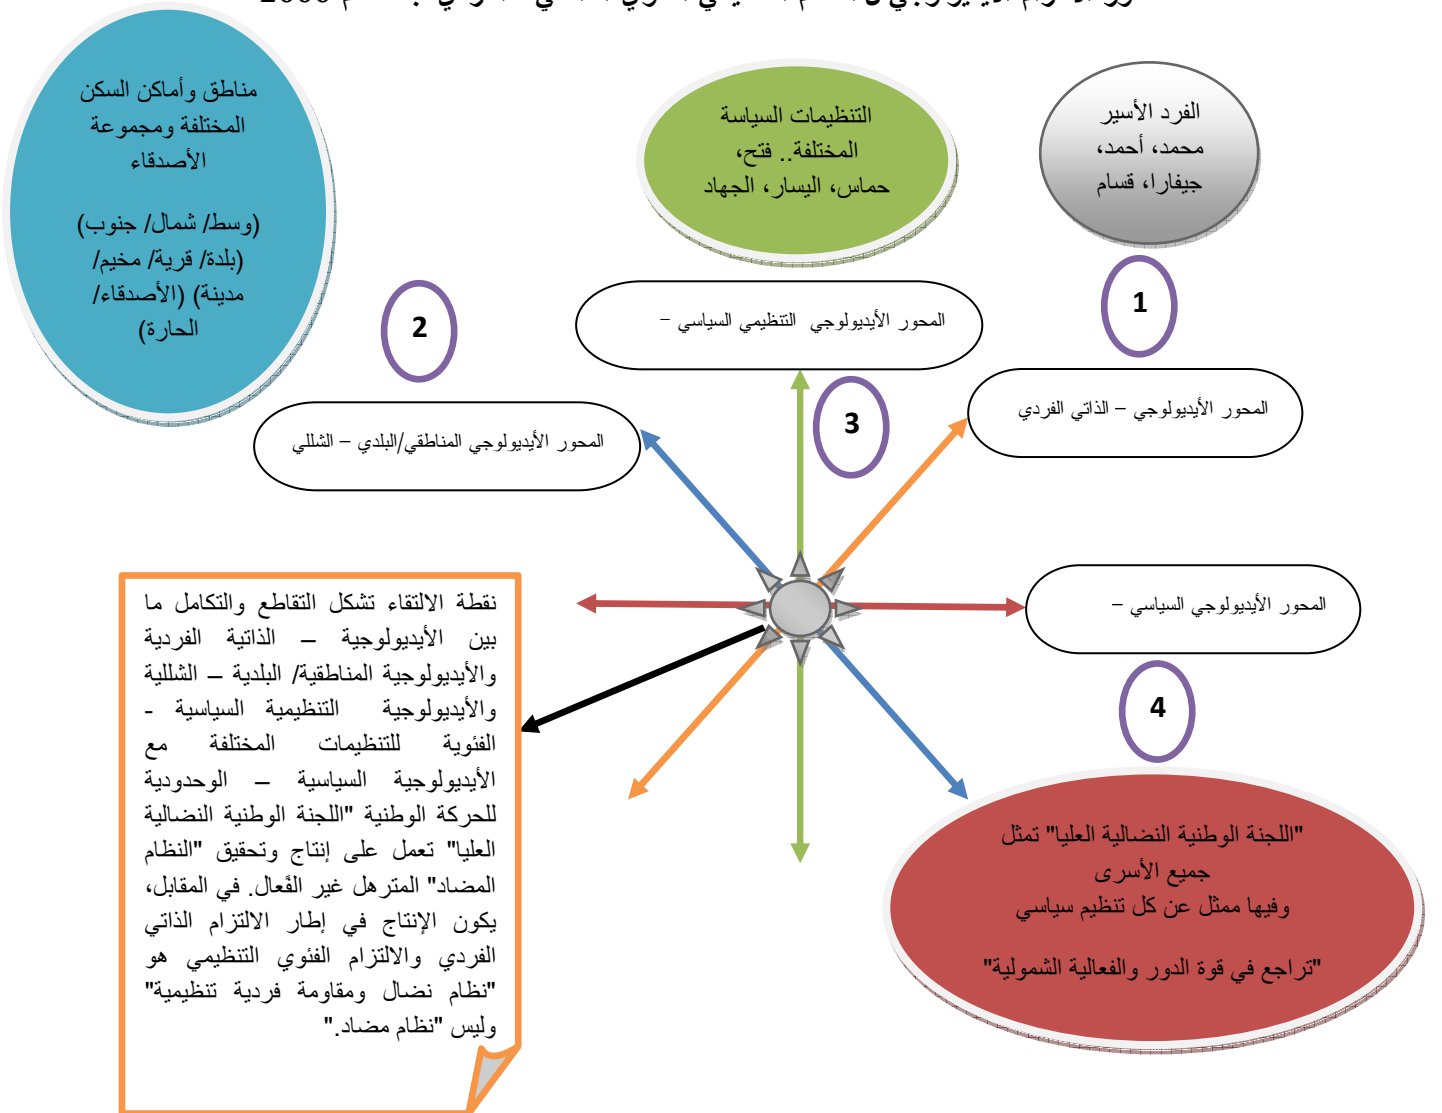 مناطق وأماكن السكن
المختلفة ومجموعة
الأصدقاء
(وسط/ شمال/ جنوب)
(بلدة/ قرية/ مخيم/
مدينة) (الأصدقاء/
الحارة)
التنظيمات السياسة
المختلفة.. فتح،
حماس، اليسار، الجهاد
الفرد الأسير
محمد، أحمد،
جيفارا، قسام
1
2
المحور الأيديولوجي التنظيمي السياسي –
3
المحور الأيديولوجي – الذاتي الفردي
المحور الأيديولوجي المناطقي/البلدي – الشللي
المحور الأيديولوجي السياسي –
4
نقطة الالتقاء تشكل التقاطع والتكامل ما
بين الأيديولوجية – الذاتية الفردية
والأيديولوجية المناطقية/ البلدية – الشللية
والأيديولوجية التنظيمية السياسية -
الفئوية للتنظيمات المختلفة مع
الأيديولوجية السياسية – الوحدودية
للحركة الوطنية "اللجنة الوطنية النضالية
العليا" تعمل على إنتاج وتحقيق "النظام
المضاد" المترهل غير الفَعال. في المقابل،
يكون الإنتاج في إطار الالتزام الذاتي
الفردي والالتزام الفئوي التنظيمي هو
"نظام نضال ومقاومة فردية تنظيمية"
وليس "نظام مضاد."
"اللجنة الوطنية النضالية العليا" تمثل
جميع الأسرى
وفيها ممثل عن كل تنظيم سياسي
"تراجع في قوة الدور والفعالية الشمولية"